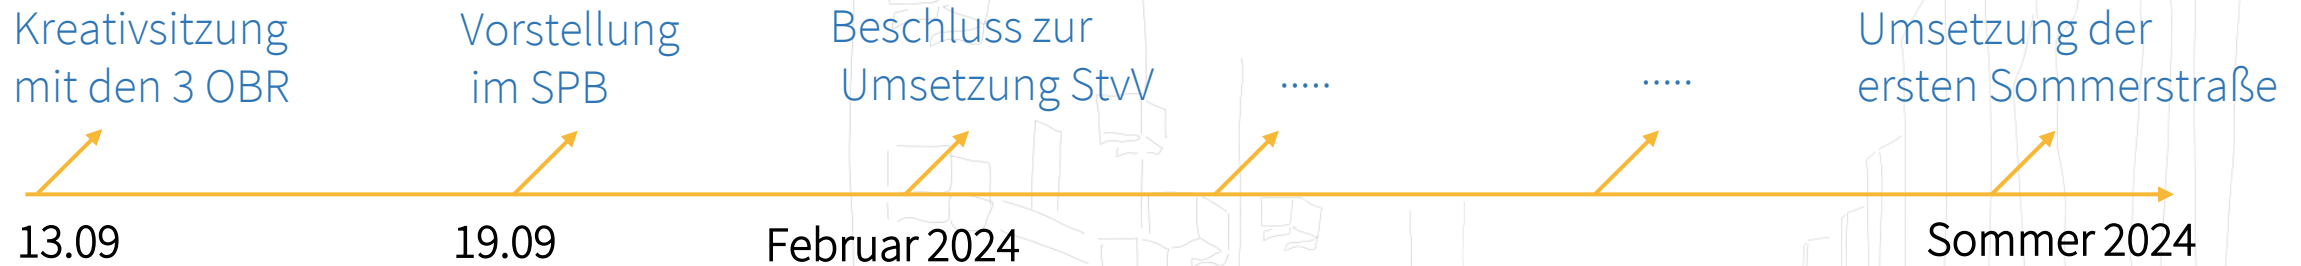 Kreativsitzung
mit den 3 OBR
Vorstellung
im SPB
Beschluss zur
Umsetzung StvV
.....
.....
Umsetzung der
ersten Sommerstraße
13.09
19.09
Februar 2024
Sommer 2024